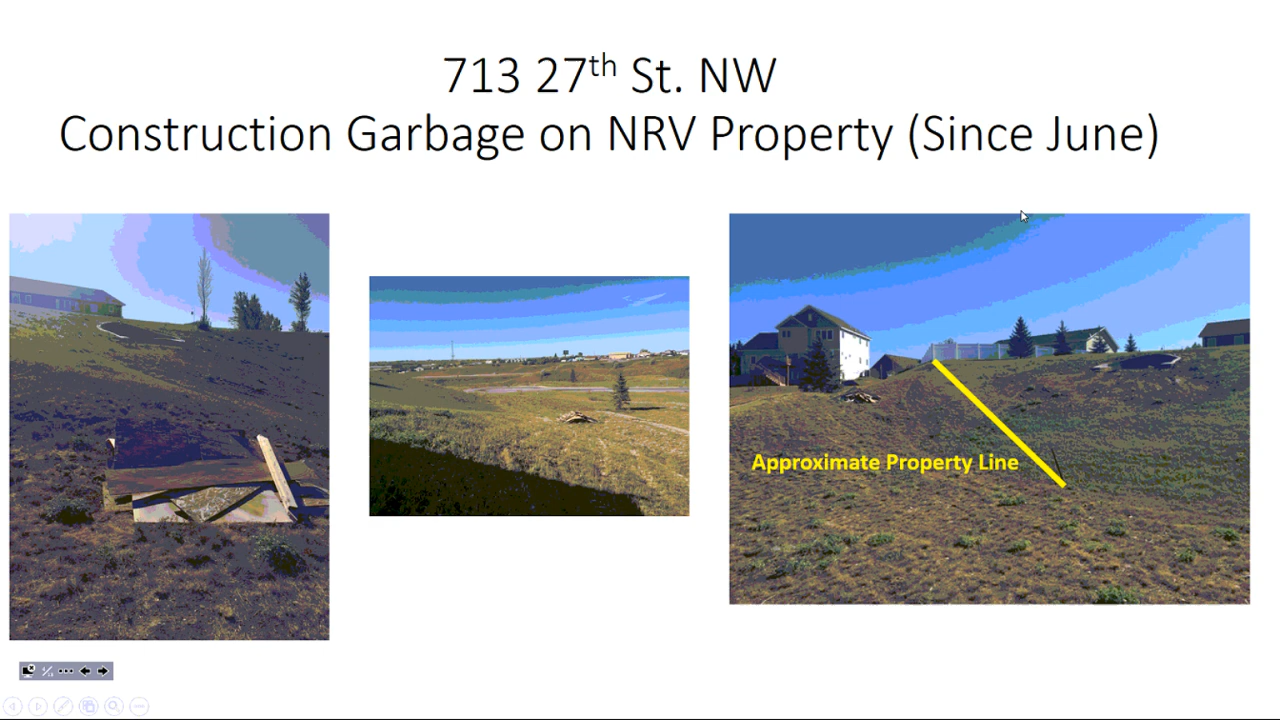 713 27th St. NW
Construction Garbage on NRV Property (Since June)
Approximate Property Line